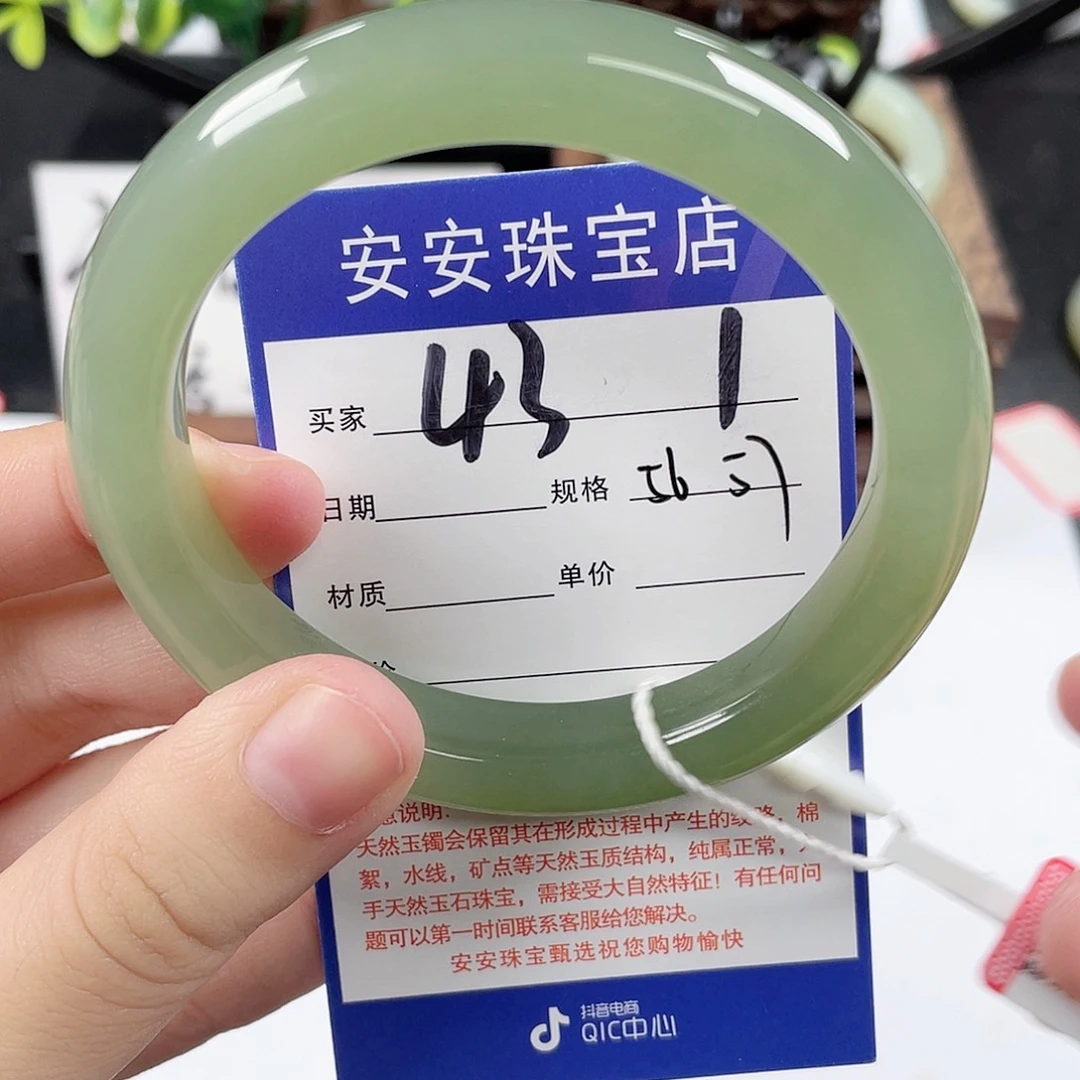 安安珠宝店
买家 43 1
日期 规格 56 57
材质 单价
说明:
天然玉镯会保留其在形成过程中产生的纹路,棉
絮,水线,矿点等天然玉质结构,纯属正常,
手天然玉石珠宝,需接受大自然特征!有任何问
题可以第一时间联系客服给您解决。
安安珠宝甄选祝您购物愉快
抖音电商
QIC中心